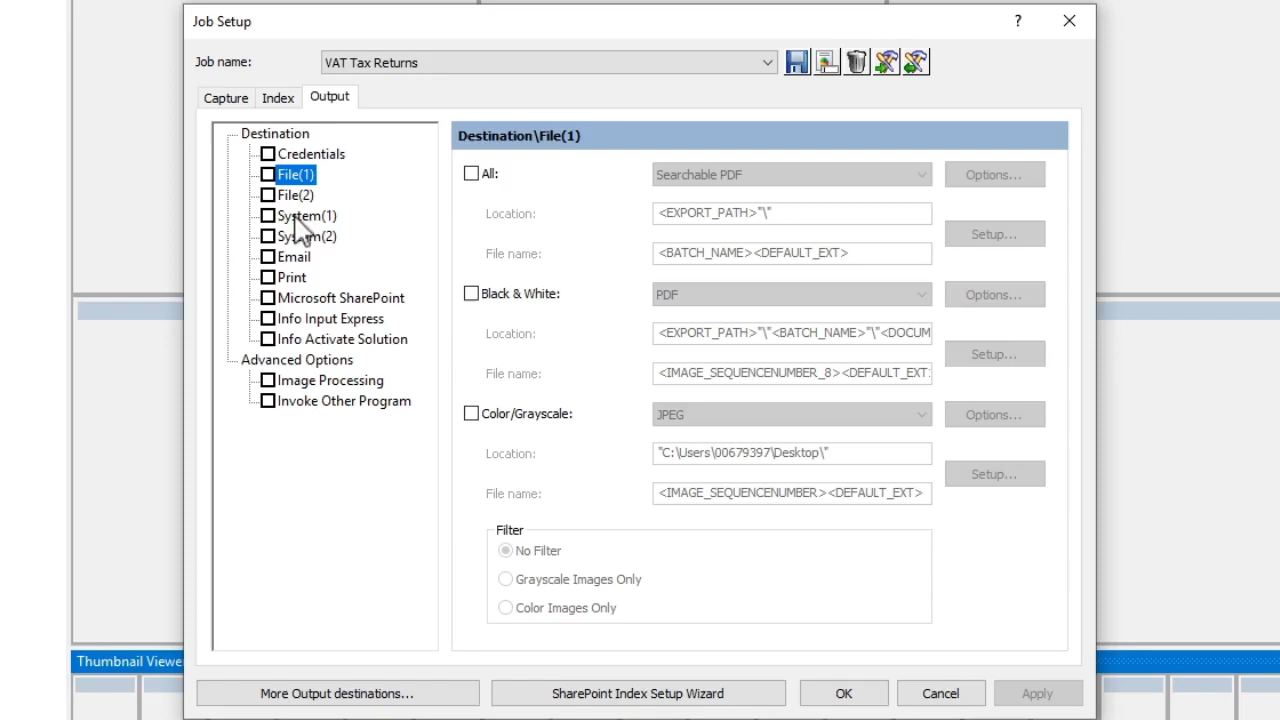 Job Setup
?
Job name:
VAT Tax Returns
Capture
Index
Output
Destination
Credentials
File(1)
File(2)
System(1)
System(2)
Email
Print
Microsoft SharePoint
Info Input Express
Info Activate Solution
Advanced Options
Image Processing
Invoke Other Program
Destination\File(1)
All:
Searchable PDF
Options...
Location:
<EXPORT_PATH>"\"
Setup...
File name:
<BATCH_NAME><DEFAULT_EXT>
Black & White:
PDF
Options...
Location:
<EXPORT_PATH>"\"<BATCH_NAME>"\"<DOCUM
Setup...
File name:
<IMAGE_SEQUENCENUMBER_8><DEFAULT_EXT
Color/Grayscale:
JPEG
Options...
Location:
"C:\Users\00679397\Desktop\"
Setup...
File name:
<IMAGE_SEQUENCENUMBER><DEFAULT_EXT>
Filter
No Filter
Grayscale Images Only
Color Images Only
Thumbnail Viewer
More Output destinations...
SharePoint Index Setup Wizard
OK
Cancel
Apply